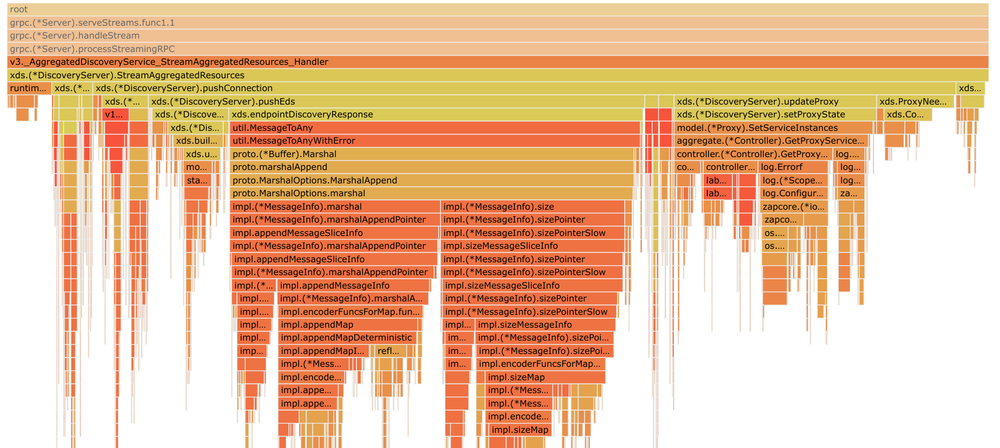 root
grpc.(*Server).serveStreams.func1.1
grpc.(*Server).handleStream
grpc.(*Server).processStreamingRPC
v3._AggregatedDiscoveryService_StreamAggregatedResources_Handler
xds.(*DiscoveryServer).StreamAggregatedResources
runtim... xds.(*... xds.(*DiscoveryServer).pushConnection xds...
xds.(*... xds.(*DiscoveryServer).pushEds xds.(*DiscoveryServer).updateProxy xds.ProxyNee...
v1... xds.(*Discove... xds.endpointDiscoveryResponse xds.(*DiscoveryServer).setProxyState xds.Co...
xds.(*Dis... util.MessageToAny model.(*Proxy).SetServiceInstances
xds.buil... util.MessageToAnyWithError aggregate.(*Controller).GetProxyService...
xds.u... proto.(*Buffer).Marshal controller.(*Controller).GetProxy... log....
mo... proto.marshalAppend co... controller... log.Errorf log...
sta... proto.MarshalOptions.MarshalAppend lab... log.(*Scope... log...
proto.MarshalOptions.marshal lab... log.Configur... za...
impl.(*MessageInfo).marshal impl.(*MessageInfo).size zapcore.(*io...
impl.(*MessageInfo).marshalAppendPointer impl.(*MessageInfo).sizePointer zapco...
impl.appendMessageSliceInfo impl.(*MessageInfo).sizePointerSlow os....
impl.(*MessageInfo).marshalAppendPointer impl.sizeMessageSliceInfo os....
impl.appendMessageSliceInfo impl.(*MessageInfo).sizePointer
impl.(*MessageInfo).marshalAppendPointer impl.(*MessageInfo).sizePointerSlow
impl.(*... impl.appendMessageInfo impl.sizeMessageSliceInfo
impl.... impl.(*MessageInfo).marshalA... impl.(*MessageInfo).sizePointer
impl.... impl.encoderFuncsForMap.fun... impl.(*MessageInfo).sizePointerSlow
impl... impl.appendMap impl... impl.sizeMessageInfo
impl... impl.appendMapDeterministic im... impl.(*MessageInfo).sizePoi...
imp... impl.appendMapI... refl... im... impl.(*MessageInfo).sizePoi...
impl.(*Mess... im... impl.encoderFuncsForMap...
impl.encode... impl.sizeMap
impl.appe... impl.(*Mess...
impl.appe... impl.(*Mess...
impl.encode...
impl.sizeMap